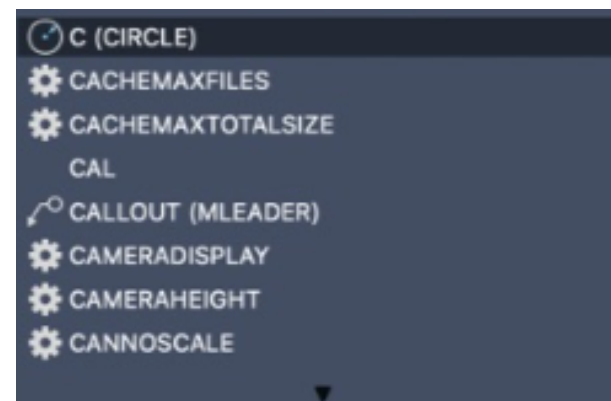 C (CIRCLE)
CACHEMAXFILES
CACHEMAXTOTALSIZE
CAL
CALLOUT (MLEADER)
CAMERADISPLAY
CAMERAHEIGHT
CANNOSCALE